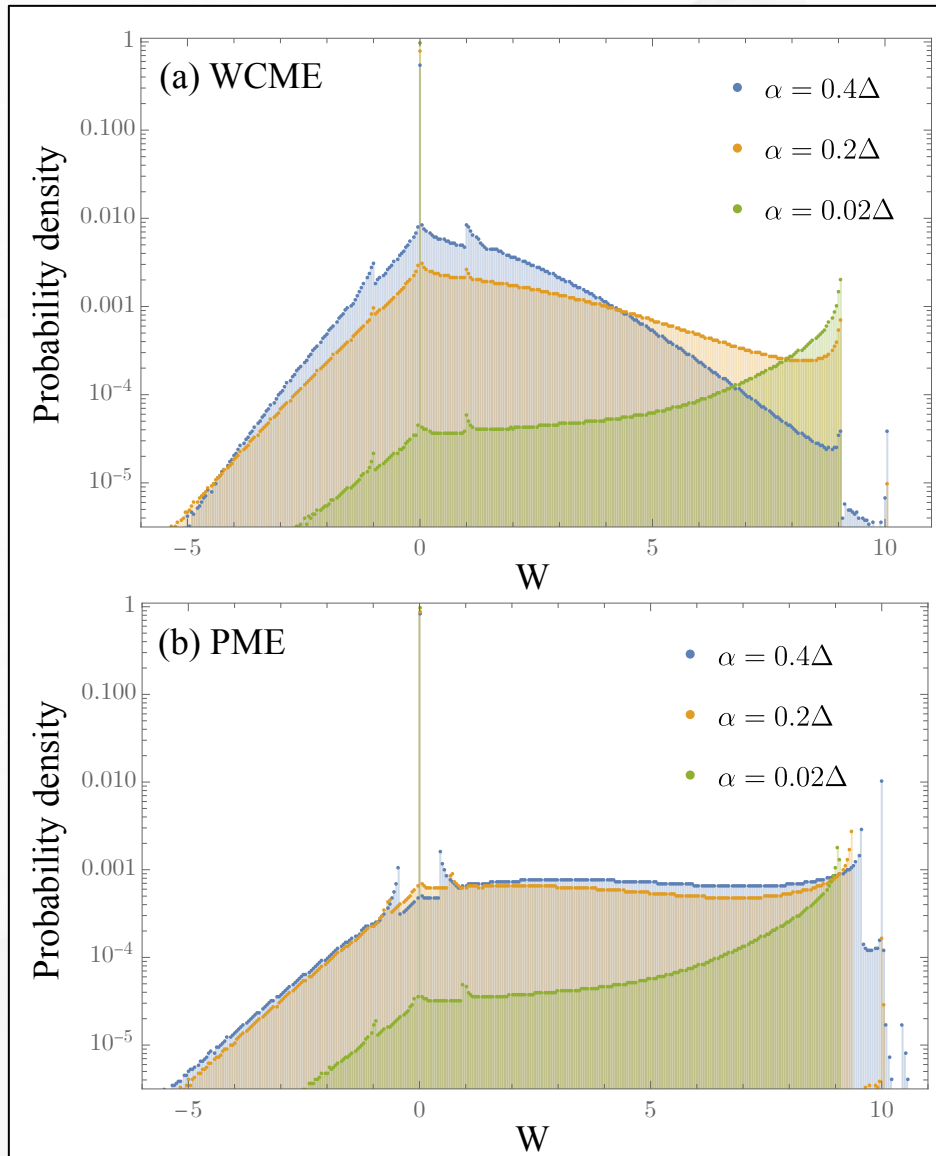 (a) WCME
α = 0.4Δ
α = 0.2Δ
α = 0.02Δ
Probability density
1
0.100
0.010
0.001
10⁻⁴
10⁻⁵
−5 0 5 10
W
(b) PME
α = 0.4Δ
α = 0.2Δ
α = 0.02Δ
Probability density
1
0.100
0.010
0.001
10⁻⁴
10⁻⁵
−5 0 5 10
W